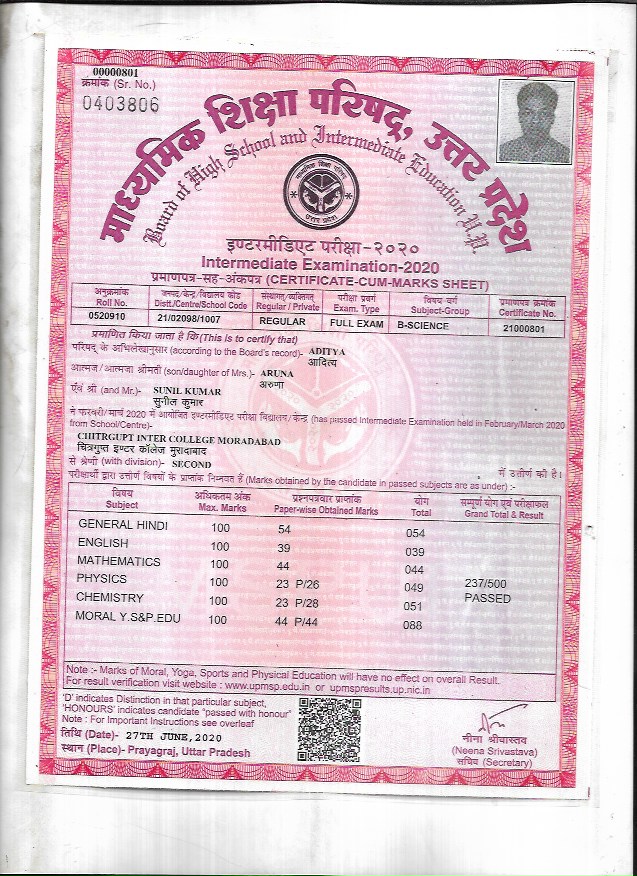 00000801
क्रमांक (Sr. No.)
0403806
माध्यमिक शिक्षा परिषद्, उत्तर प्रदेश
Board of High School and Intermediate Education U.P.
माध्यमिक शिक्षा परिषद
उत्तर प्रदेश
इण्टरमीडिएट परीक्षा-२०२०
Intermediate Examination-2020
प्रमाणपत्र-सह-अंकपत्र (CERTIFICATE-CUM-MARKS SHEET)
अनुक्रमांक जनपद/केन्द्र/विद्यालय कोड संस्थागत/व्यक्तिगत परीक्षा प्रवर्ग विषय वर्ग प्रमाणपत्र क्रमांक
Roll No. Distt./Centre/School Code Regular / Private Exam. Type Subject-Group Certificate No.
0520910 21/02098/1007 REGULAR FULL EXAM B-SCIENCE 21000801
प्रमाणित किया जाता है कि(This is to certify that)
परिषद् के अभिलेखानुसार (according to the Board's record)- ADITYA
आदित्य
आत्मज/आत्मजा श्रीमती (son/daughter of Mrs.)- ARUNA
अरुणा
एंव श्री (and Mr.)- SUNIL KUMAR
सुनील कुमार
ने फरवरी/मार्च 2020 में आयोजित इण्टरमीडिएट परीक्षा विद्यालय/केन्द्र (has passed Intermediate Examination held in February/March 2020
from School/Centre)-
CHITRGUPT INTER COLLEGE MORADABAD
चित्रगुप्त इण्टर कॉलेज मुरादाबाद
से श्रेणी (with division)- SECOND में उत्तीर्ण की है।
परीक्षार्थी द्वारा उत्तीर्ण विषयों के प्राप्तांक निम्नवत हैं (Marks obtained by the candidate in passed subjects are as under) :-
विषय अधिकतम अंक प्रश्नपत्रवार प्राप्तांक योग सम्पूर्ण योग एवं परीक्षाफल
Subject Max. Marks Paper-wise Obtained Marks Total Grand Total & Result
GENERAL HINDI 100 54 054
ENGLISH 100 39 039
MATHEMATICS 100 44 044
PHYSICS 100 23 P/26 049 237/500
CHEMISTRY 100 23 P/28 051 PASSED
MORAL Y.S&P.EDU 100 44 P/44 088
Note :- Marks of Moral, Yoga, Sports and Physical Education will have no effect on overall Result.
For result verification visit website : www.upmsp.edu.in or upmspresults.up.nic.in
'D' indicates Distinction in that particular subject,
'HONOURS' indicates candidate "passed with honour"
Note : For Important Instructions see overleaf
तिथि (Date)- 27TH JUNE,2020
स्थान (Place)- Prayagraj, Uttar Pradesh
नीना श्रीवास्तव
(Neena Srivastava)
सचिव (Secretary)